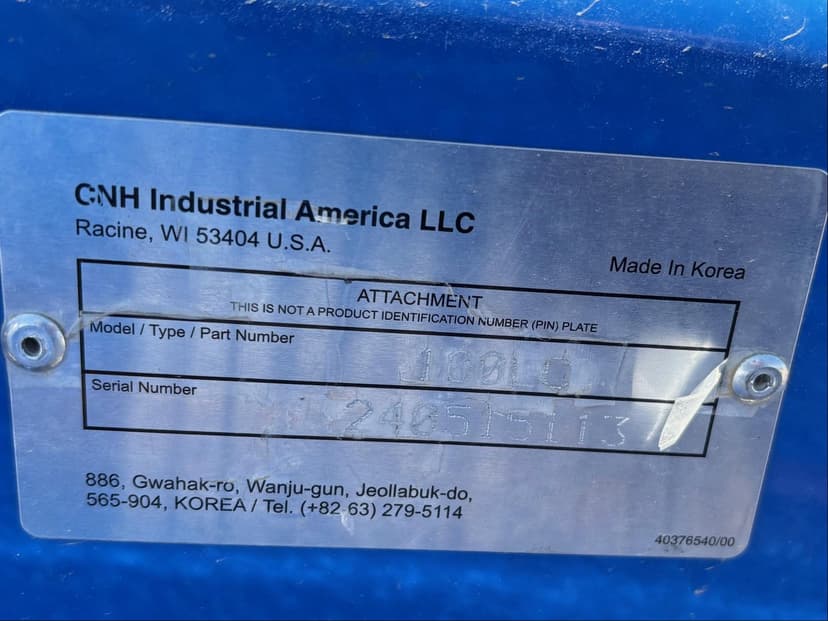 CNH Industrial America LLC
Racine, WI 53404 U.S.A.
Made In Korea
ATTACHMENT
THIS IS NOT A PRODUCT IDENTIFICATION NUMBER (PIN) PLATE
Model / Type / Part Number
Serial Number
886, Gwahak-ro, Wanju-gun, Jeollabuk-do,
565-904, KOREA / Tel. (+82 63) 279-5114
40376540/00